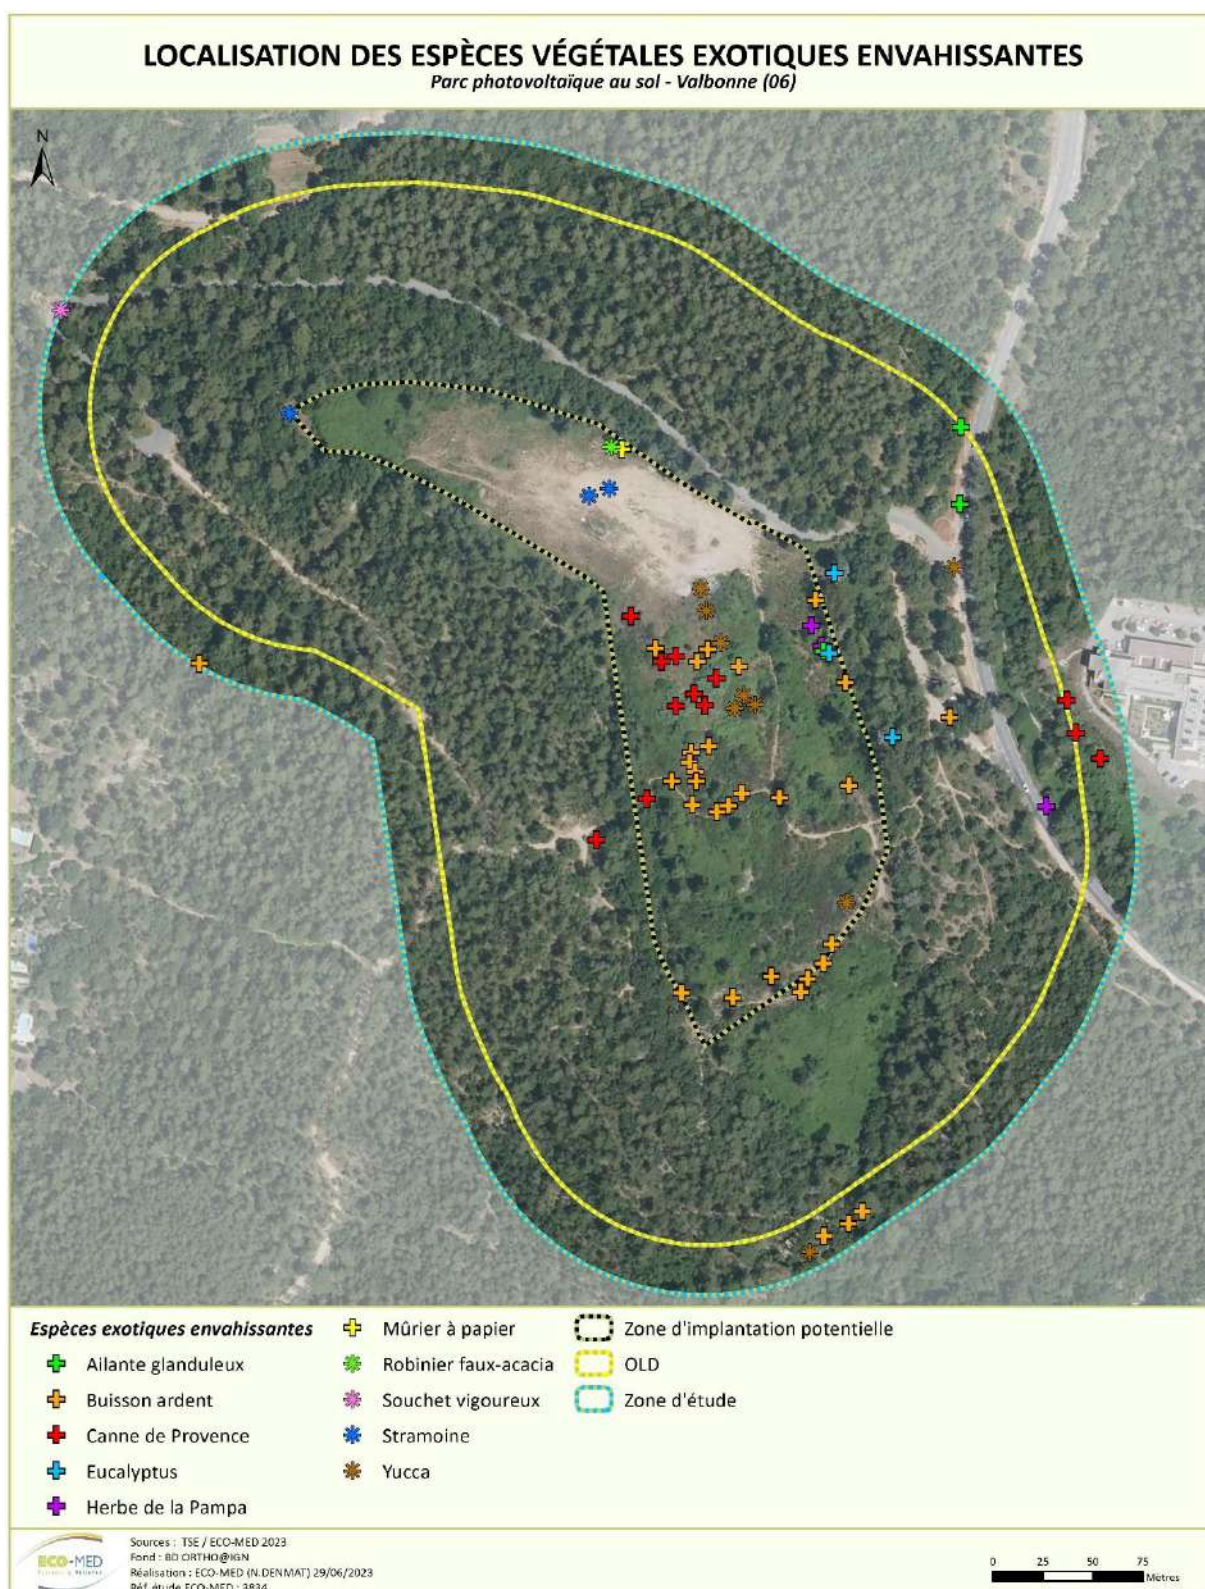 LOCALISATION DES ESPÈCES VÉGÉTALES EXOTIQUES ENVAHISSANTES
Parc photovoltaïque au sol - Valbonne (06)
N
Espèces exotiques envahissantes
Ailante glanduleux
Buisson ardent
Canne de Provence
Eucalyptus
Herbe de la Pampa
Mûrier à papier
Robinier faux-acacia
Souchet vigoureux
Stramoine
Yucca
Zone d'implantation potentielle
OLD
Zone d'étude
ECO-MED
Sources : TSE / ECO-MED 2023
Fond : BD ORTHO@IGN
Réalisation : ECO-MED (N.DENMAT) 29/06/2023
Réf. étude ECO-MED : 3834
0 25 50 75
Mètres